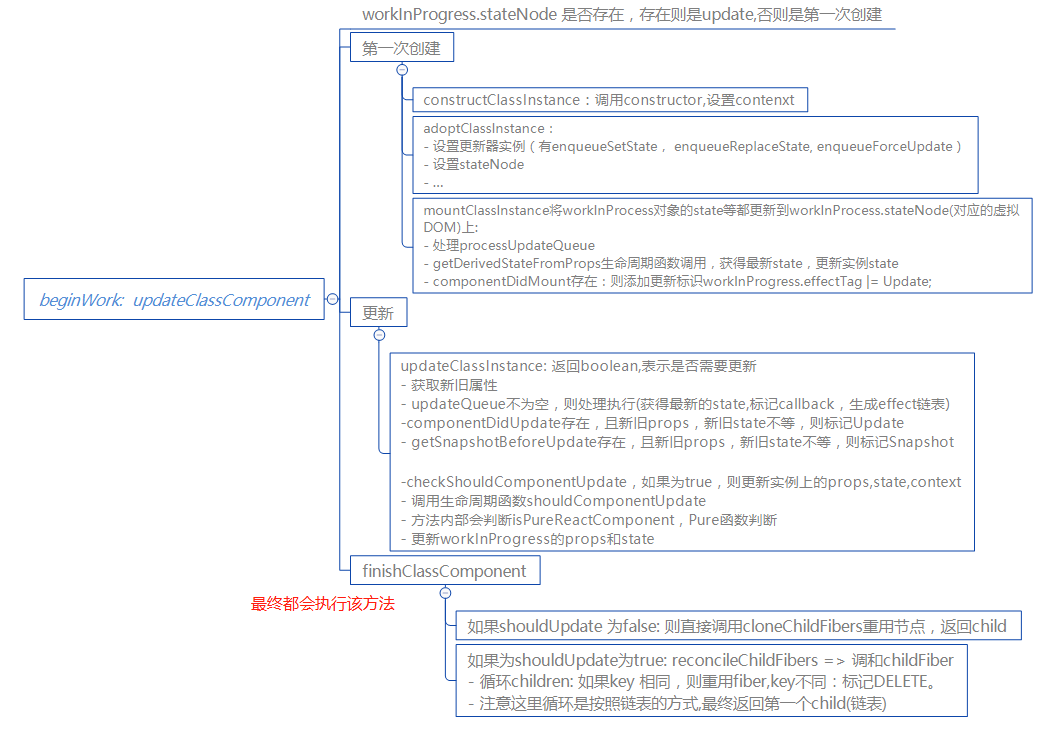 workInProgress.stateNode 是否存在，存在则是update,否则是第一次创建
第一次创建
constructClassInstance：调用constructor,设置contenxt
adoptClassInstance：
- 设置更新器实例（有enqueueSetState， enqueueReplaceState, enqueueForceUpdate）
- 设置stateNode
- ...
mountClassInstance将workInProcess对象的state等都更新到workInProcess.stateNode(对应的虚拟
DOM)上:
- 处理processUpdateQueue
- getDerivedStateFromProps生命周期函数调用，获得最新state，更新实例state
- componentDidMount存在：则添加更新标识workInProgress.effectTag |= Update;
beginWork: updateClassComponent
更新
updateClassInstance: 返回boolean,表示是否需要更新
- 获取新旧属性
- updateQueue不为空，则处理执行(获得最新的state,标记callback，生成effect链表)
-componentDidUpdate存在，且新旧props，新旧state不等，则标记Update
- getSnapshotBeforeUpdate存在，且新旧props，新旧state不等，则标记Snapshot
-checkShouldComponentUpdate，如果为true，则更新实例上的props,state,context
- 调用生命周期函数shouldComponentUpdate
- 方法内部会判断isPureReactComponent，Pure函数判断
- 更新workInProgress的props和state
finishClassComponent
最终都会执行该方法
如果shouldUpdate 为false: 则直接调用cloneChildFibers重用节点，返回child
如果为shouldUpdate为true: reconcileChildFibers => 调和childFiber
- 循环children: 如果key 相同，则重用fiber,key不同：标记DELETE。
- 注意这里循环是按照链表的方式,最终返回第一个child(链表)